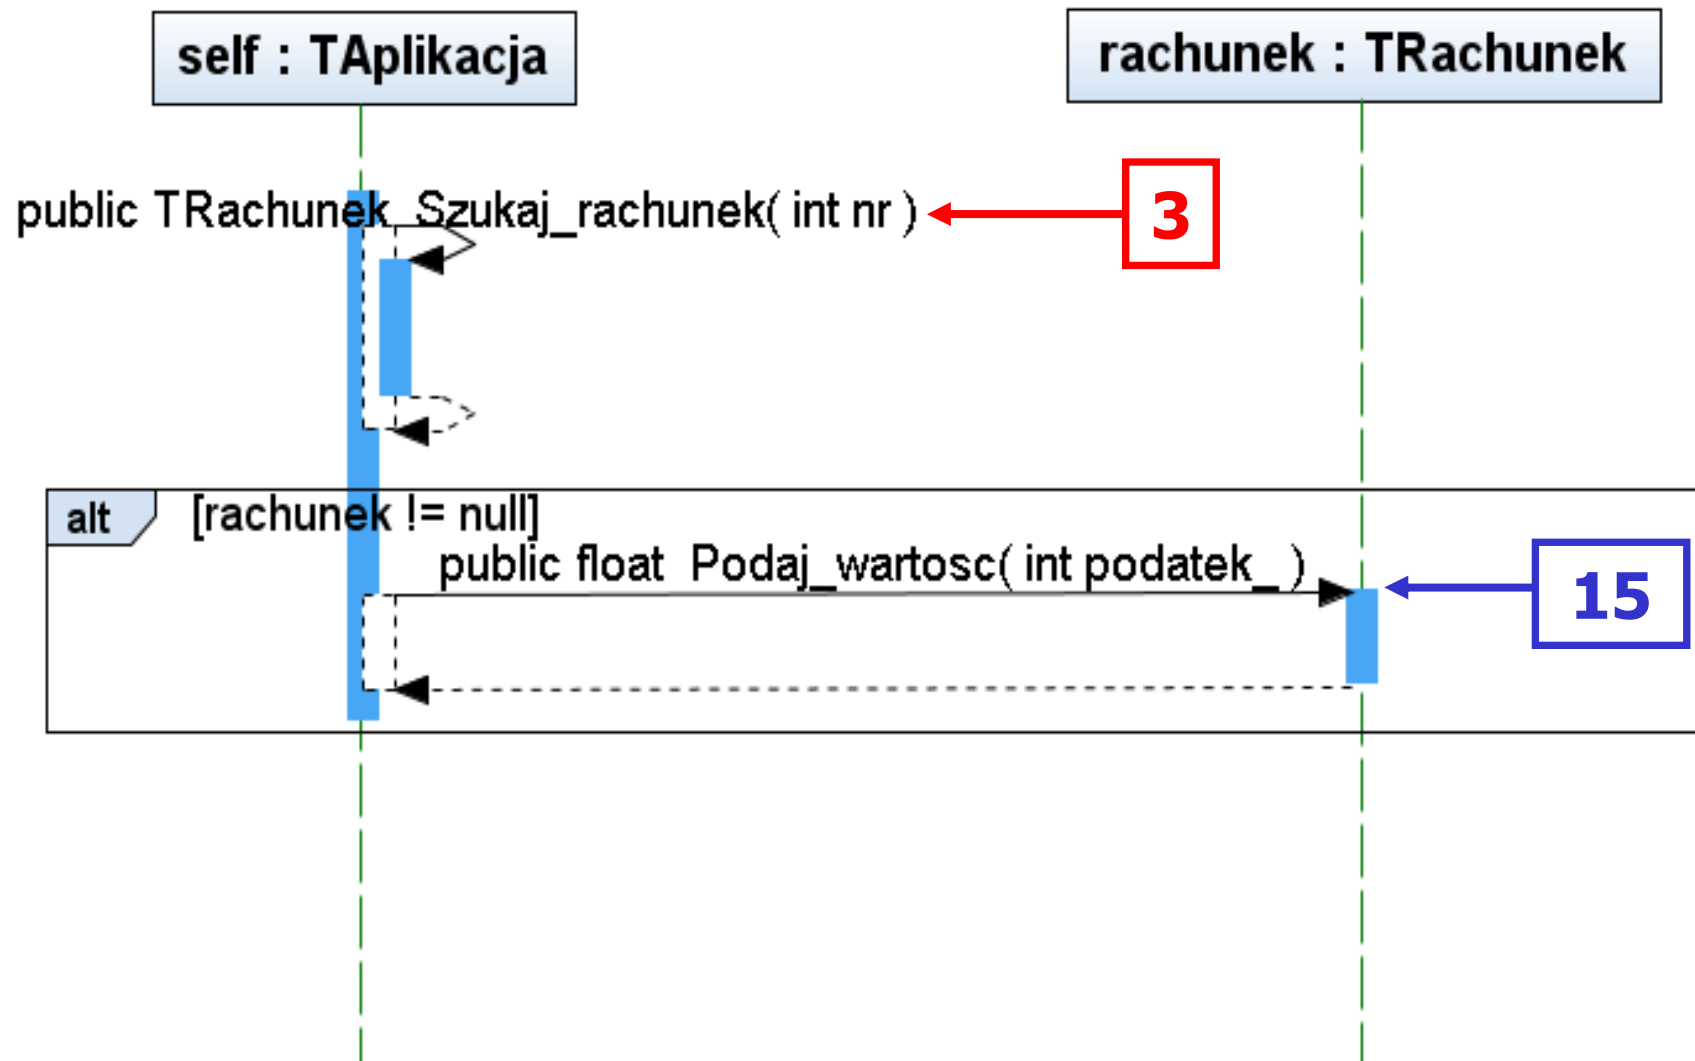 self : TAplikacja
rachunek : TRachunek
public TRachunek Szukaj_rachunek( int nr )
3
alt
[rachunek != null]
public float Podaj_wartosc( int podatek_ )
15